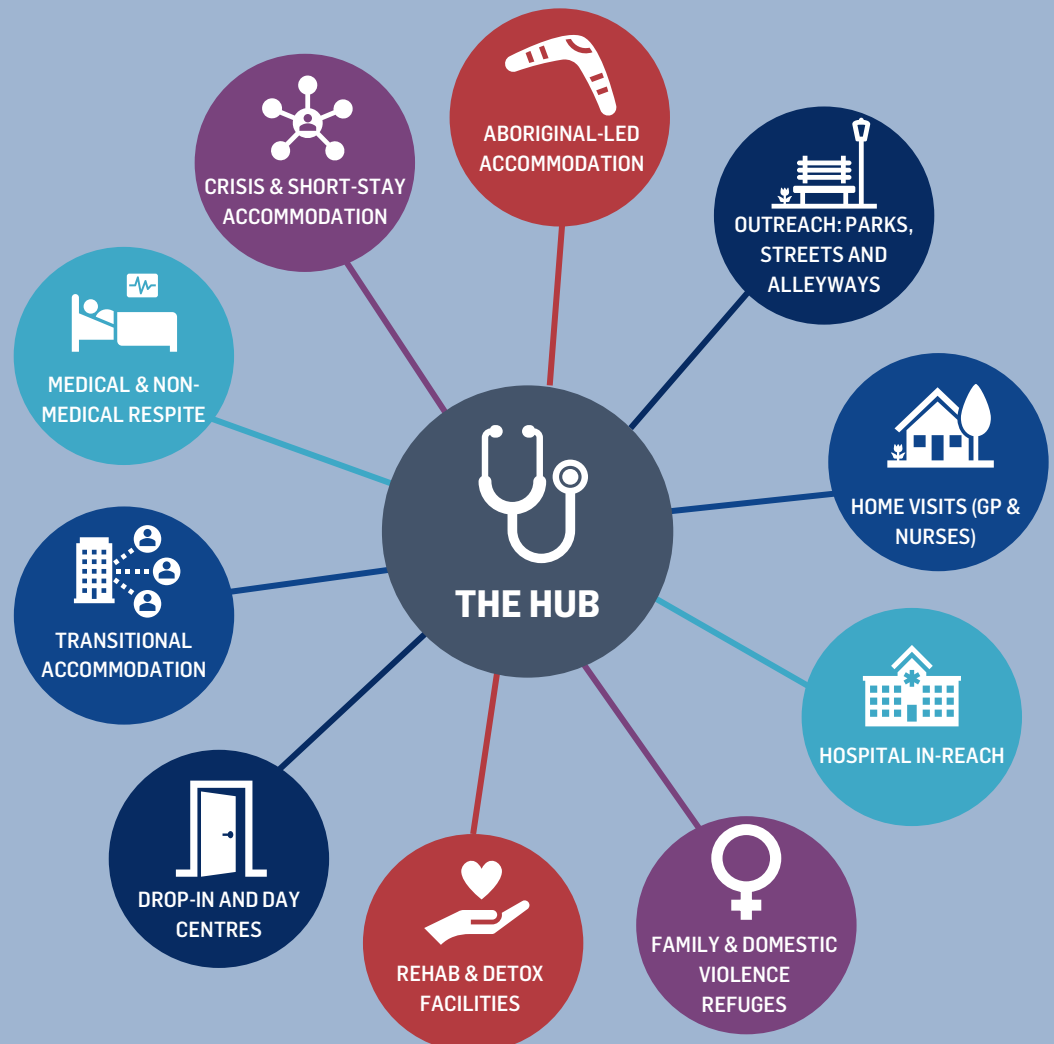 ABORIGINAL-LED
ACCOMMODATION
CRISIS & SHORT-STAY
ACCOMMODATION
OUTREACH: PARKS,
STREETS AND
ALLEYWAYS
MEDICAL & NON-
MEDICAL RESPITE
HOME VISITS (GP &
NURSES)
THE HUB
TRANSITIONAL
ACCOMMODATION
HOSPITAL IN-REACH
DROP-IN AND DAY
CENTRES
REHAB & DETOX
FACILITIES
FAMILY & DOMESTIC
VIOLENCE
REFUGES